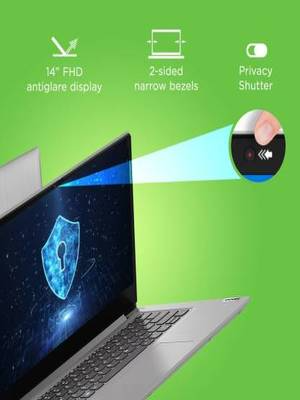 14" FHD
antiglare display
2-sided
narrow bezels
Privacy
Shutter